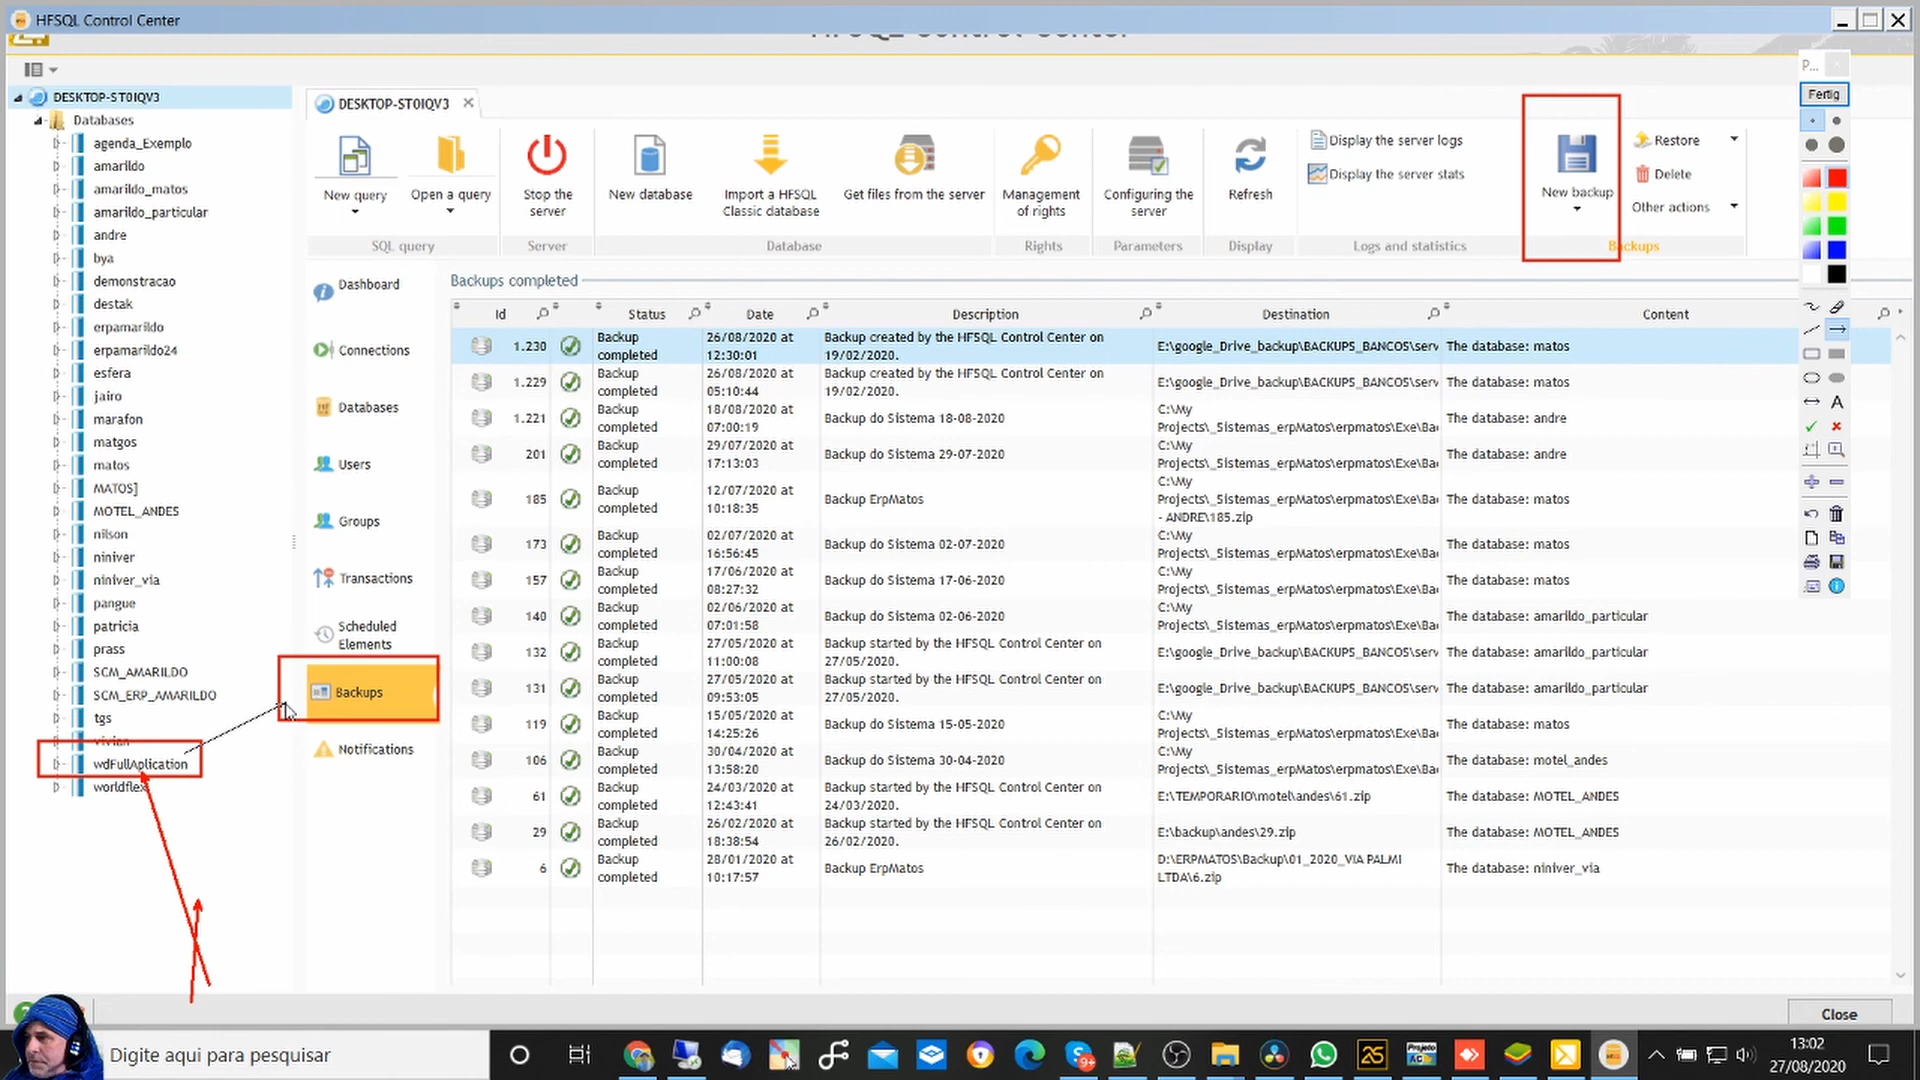 HFSQL Control Center
DESKTOP-ST0IQV3
Databases
agenda_Exemplo
amarildo
amarildo_matos
amarildo_particular
andre
bya
demonstracao
destak
erpamarildo
erpamarildo24
esfera
jairo
marafon
matgos
matos
MATOS]
MOTEL_ANDES
nilson
niniver
niniver_via
pangue
patricia
prass
SCM_AMARILDO
SCM_ERP_AMARILDO
tgs
vivian
wdFullAplication
worldflex
DESKTOP-ST0IQV3
New query
Open a query
SQL query
Stop the
server
Server
New database
Import a HFSQL
Classic database
Get files from the server
Database
Management
of rights
Rights
Configuring the
server
Parameters
Refresh
Display
Display the server logs
Display the server stats
Logs and statistics
New backup
Restore
Delete
Other actions
Backups
P...
Fertig
A
Dashboard
Connections
Databases
Users
Groups
Transactions
Scheduled
Elements
Backups
Notifications
Backups completed
Id Status Date Description Destination Content
1.230 Backup completed 26/08/2020 at 12:30:01 Backup created by the HFSQL Control Center on 19/02/2020. E:\google_Drive_backup\BACKUPS_BANCOS\serv The database: matos
1.229 Backup completed 26/08/2020 at 05:10:44 Backup created by the HFSQL Control Center on 19/02/2020. E:\google_Drive_backup\BACKUPS_BANCOS\serv The database: matos
1.221 Backup completed 18/08/2020 at 07:00:19 Backup do Sistema 18-08-2020 C:\My Projects\_Sistemas_erpMatos\erpmatos\Exe\Bac The database: andre
201 Backup completed 29/07/2020 at 17:13:03 Backup do Sistema 29-07-2020 C:\My Projects\_Sistemas_erpMatos\erpmatos\Exe\Bac The database: andre
185 Backup completed 12/07/2020 at 10:18:35 Backup ErpMatos C:\My Projects\_Sistemas_erpMatos\erpmatos\Exe\Bac - ANDRE\185.zip The database: matos
173 Backup completed 02/07/2020 at 16:56:45 Backup do Sistema 02-07-2020 C:\My Projects\_Sistemas_erpMatos\erpmatos\Exe\Bac The database: matos
157 Backup completed 17/06/2020 at 08:27:32 Backup do Sistema 17-06-2020 C:\My Projects\_Sistemas_erpMatos\erpmatos\Exe\Bac The database: matos
140 Backup completed 02/06/2020 at 07:01:58 Backup do Sistema 02-06-2020 C:\My Projects\_Sistemas_erpMatos\erpmatos\Exe\Bac The database: amarildo_particular
132 Backup completed 27/05/2020 at 11:00:08 Backup started by the HFSQL Control Center on 27/05/2020. E:\google_Drive_backup\BACKUPS_BANCOS\serv The database: amarildo_particular
131 Backup completed 27/05/2020 at 09:53:05 Backup started by the HFSQL Control Center on 27/05/2020. E:\google_Drive_backup\BACKUPS_BANCOS\serv The database: amarildo_particular
119 Backup completed 15/05/2020 at 14:25:26 Backup do Sistema 15-05-2020 C:\My Projects\_Sistemas_erpMatos\erpmatos\Exe\Bac The database: matos
106 Backup completed 30/04/2020 at 13:58:20 Backup do Sistema 30-04-2020 C:\My Projects\_Sistemas_erpMatos\erpmatos\Exe\Bac The database: motel_andes
61 Backup completed 24/03/2020 at 12:43:41 Backup started by the HFSQL Control Center on 24/03/2020. E:\TEMPORARIO\motel\andes\61.zip The database: MOTEL_ANDES
29 Backup completed 26/02/2020 at 18:38:54 Backup started by the HFSQL Control Center on 26/02/2020. E:\backup\andes\29.zip The database: MOTEL_ANDES
6 Backup completed 28/01/2020 at 10:17:57 Backup ErpMatos D:\ERPMATOS\Backup\01_2020_VIA PALMI LTDA\6.zip The database: niniver_via
Close
Digite aqui para pesquisar
13:02
27/08/2020